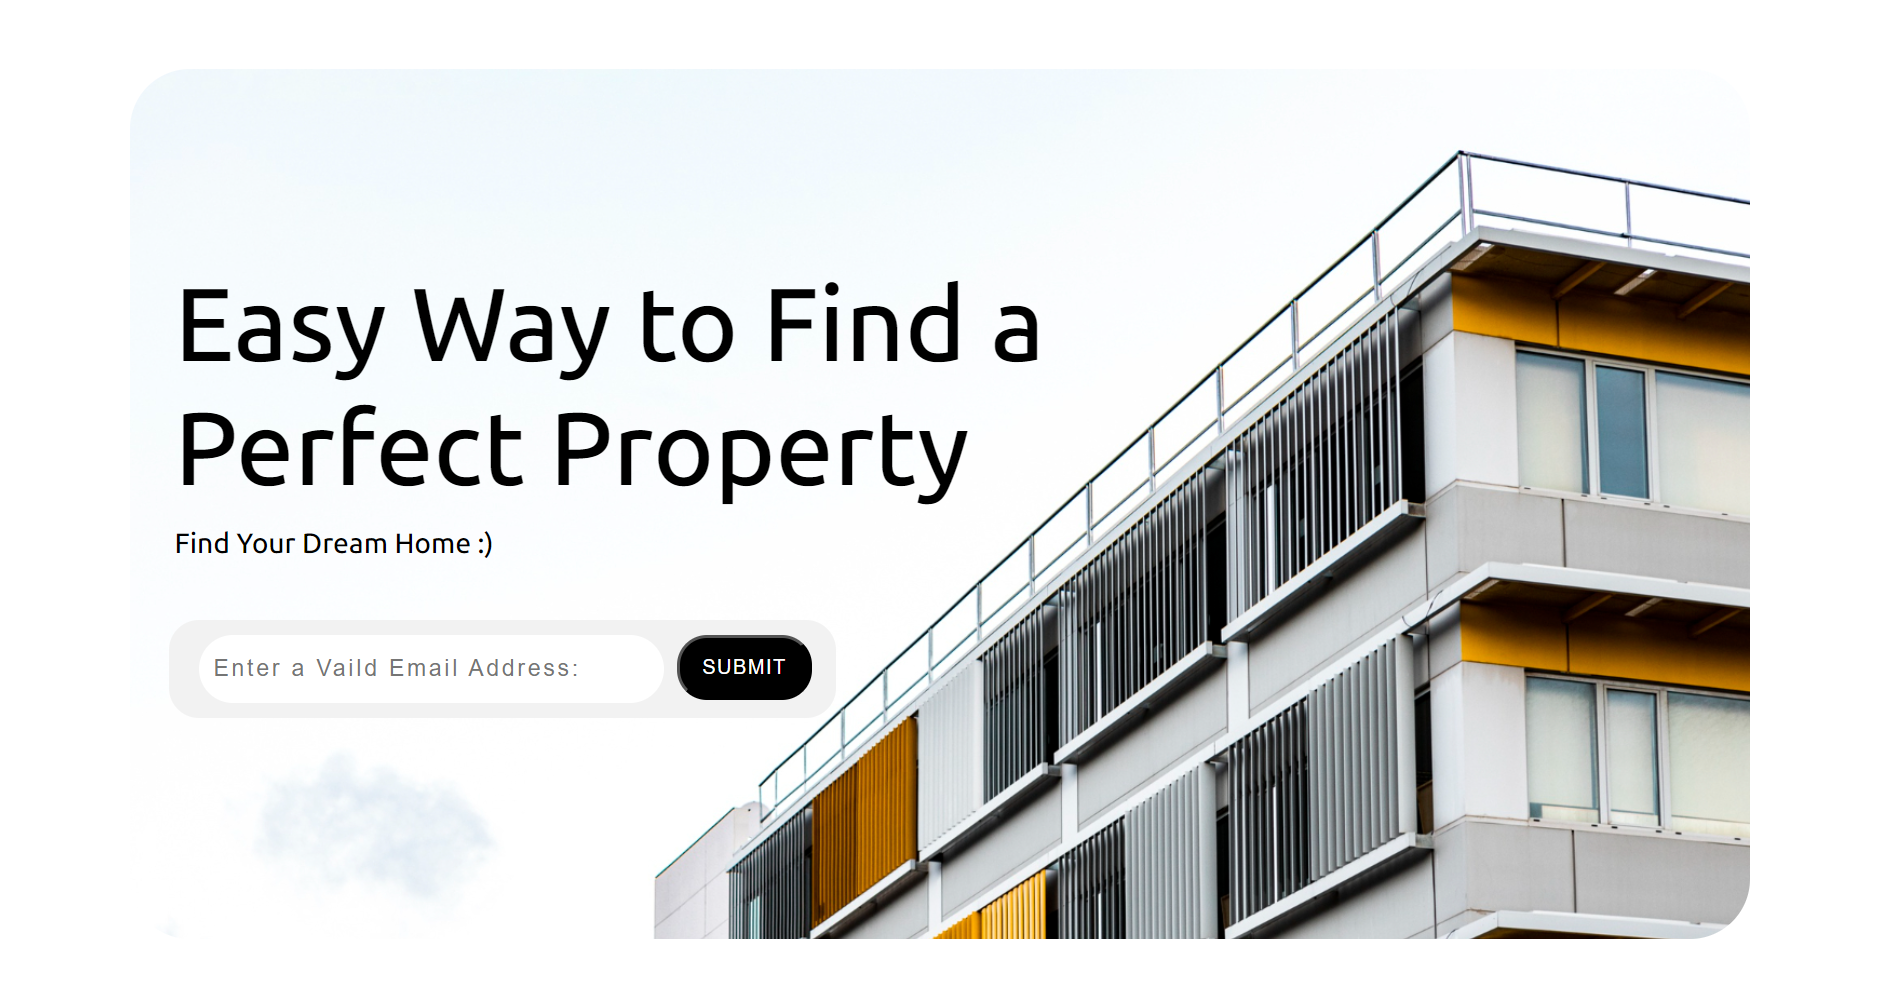 Easy Way to Find a
Perfect Property
Find Your Dream Home :)
Enter a Vaild Email Address:
SUBMIT